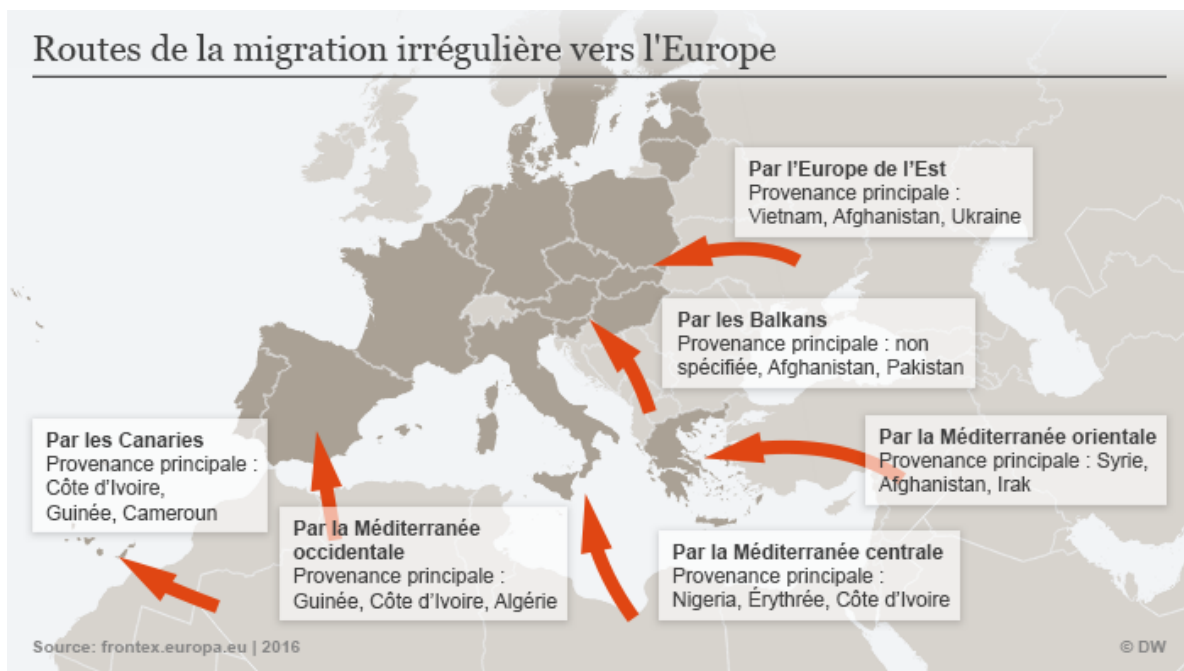 Routes de la migration irrégulière vers l'Europe
Par l’Europe de l’Est
Provenance principale :
Vietnam, Afghanistan, Ukraine
Par les Balkans
Provenance principale : non
spécifiée, Afghanistan, Pakistan
Par les Canaries
Provenance principale :
Côte d’Ivoire,
Guinée, Cameroun
Par la Méditerranée orientale
Provenance principale : Syrie,
Afghanistan, Irak
Par la Méditerranée
occidentale
Provenance principale :
Guinée, Côte d’Ivoire, Algérie
Par la Méditerranée centrale
Provenance principale :
Nigeria, Érythrée, Côte d’Ivoire
Source: frontex.europa.eu | 2016
© DW